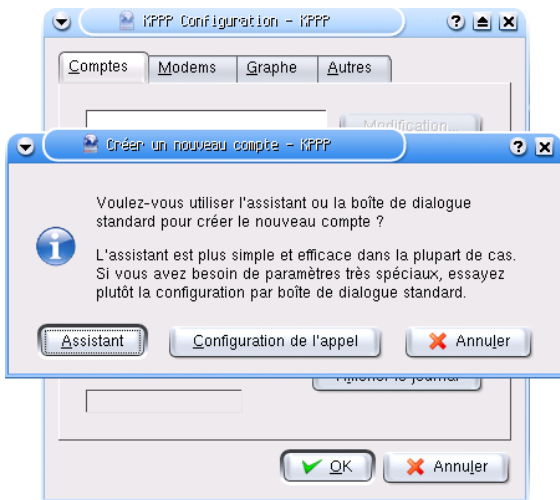 KPPP Configuration - KPPP
Comptes Modems Graphe Autres
Modification...
Créer un nouveau compte - KPPP
Voulez-vous utiliser l'assistant ou la boîte de dialogue
standard pour créer le nouveau compte ?
L'assistant est plus simple et efficace dans la plupart de cas.
Si vous avez besoin de paramètres très spéciaux, essayez
plutôt la configuration par boîte de dialogue standard.
Assistant Configuration de l'appel Annuler
Afficher le journal
OK Annuler